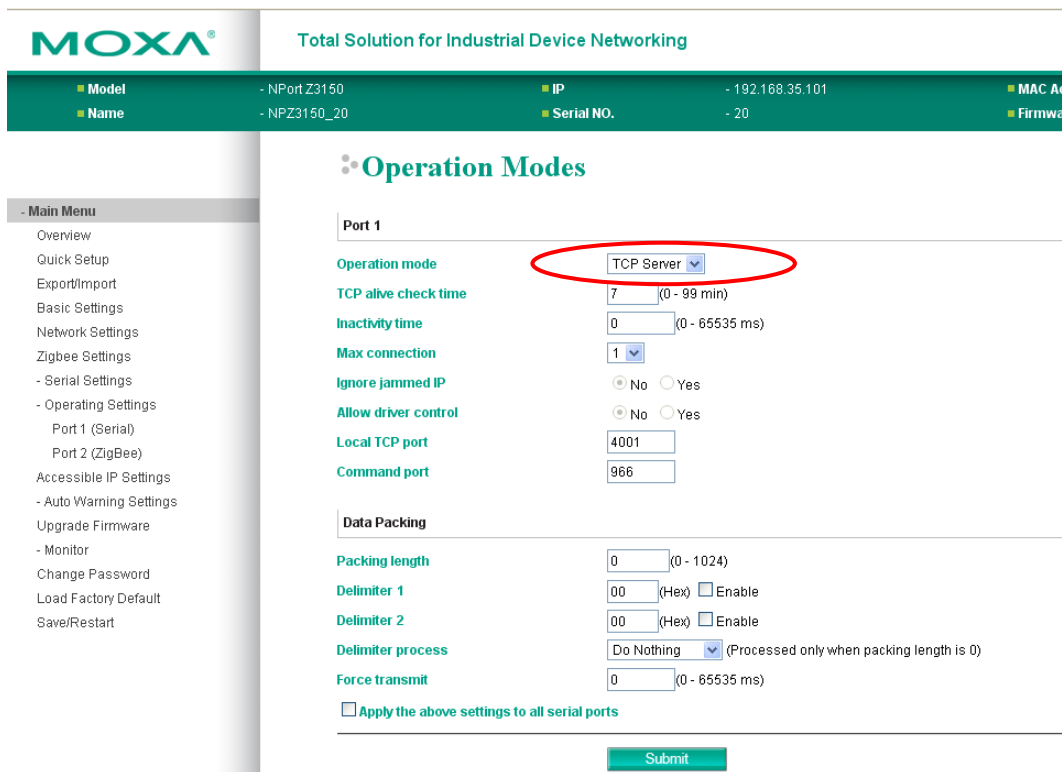 MOXA®
Total Solution for Industrial Device Networking
Model - NPort Z3150 IP - 192.168.35.101 MAC Ad
Name - NPZ3150_20 Serial NO. - 20 Firmwa
Operation Modes
- Main Menu
Overview
Quick Setup
Export/Import
Basic Settings
Network Settings
Zigbee Settings
- Serial Settings
- Operating Settings
Port 1 (Serial)
Port 2 (ZigBee)
Accessible IP Settings
- Auto Warning Settings
Upgrade Firmware
- Monitor
Change Password
Load Factory Default
Save/Restart
Port 1
Operation mode TCP Server
TCP alive check time 7 (0 - 99 min)
Inactivity time 0 (0 - 65535 ms)
Max connection 1
Ignore jammed IP No Yes
Allow driver control No Yes
Local TCP port 4001
Command port 966
Data Packing
Packing length 0 (0 - 1024)
Delimiter 1 00 (Hex) Enable
Delimiter 2 00 (Hex) Enable
Delimiter process Do Nothing (Processed only when packing length is 0)
Force transmit 0 (0 - 65535 ms)
Apply the above settings to all serial ports
Submit